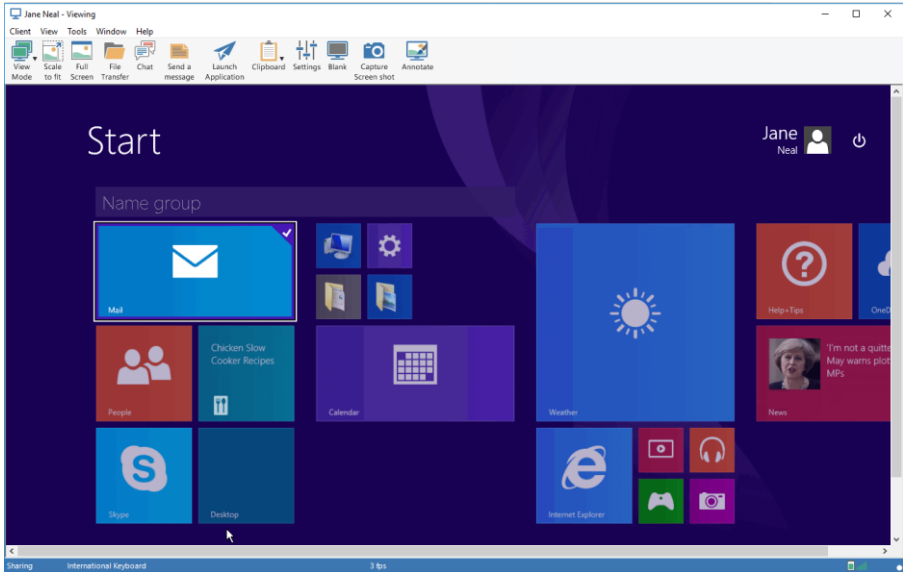 Jane Neal - Viewing
Client View Tools Window Help
View Mode
Scale to fit
Full Screen
File Transfer
Chat
Send a message
Launch Application
Clipboard
Settings
Blank
Capture Screen shot
Annotate
Start
Jane
Neal
Name group
Mail
Help+Tips
OneD
People
Chicken Slow
Cooker Recipes
Calendar
Weather
'I'm not a quitte
May warns plot
MPs
News
Skype
Desktop
Internet Explorer
Sharing International Keyboard 3 fps